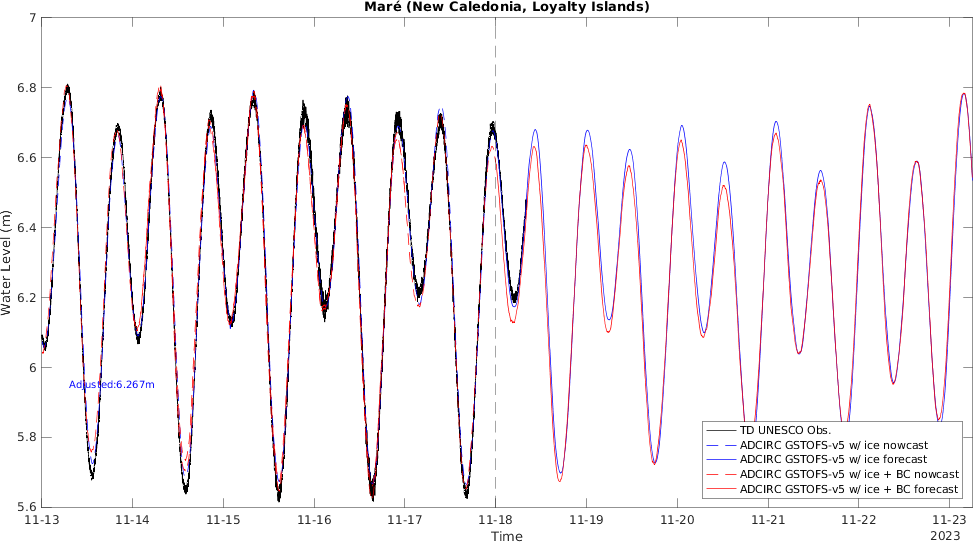 Maré (New Caledonia, Loyalty Islands)
7
6.8
6.6
6.4
6.2
6
5.8
5.6
Water Level (m)
Adjusted:6.267m
TD UNESCO Obs.
ADCIRC GSTOFS-v5 w/ ice nowcast
ADCIRC GSTOFS-v5 w/ ice forecast
ADCIRC GSTOFS-v5 w/ ice + BC nowcast
ADCIRC GSTOFS-v5 w/ ice + BC forecast
11-13 11-14 11-15 11-16 11-17 11-18 11-19 11-20 11-21 11-22 11-23
Time
2023